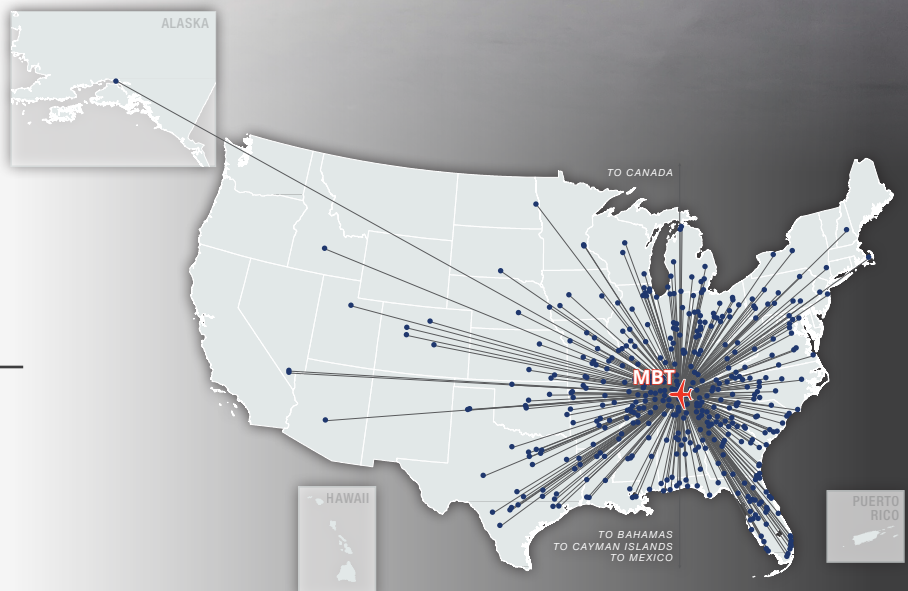 ALASKA
TO CANADA
MBT
HAWAII
PUERTO
RICO
TO BAHAMAS
TO CAYMAN ISLANDS
TO MEXICO